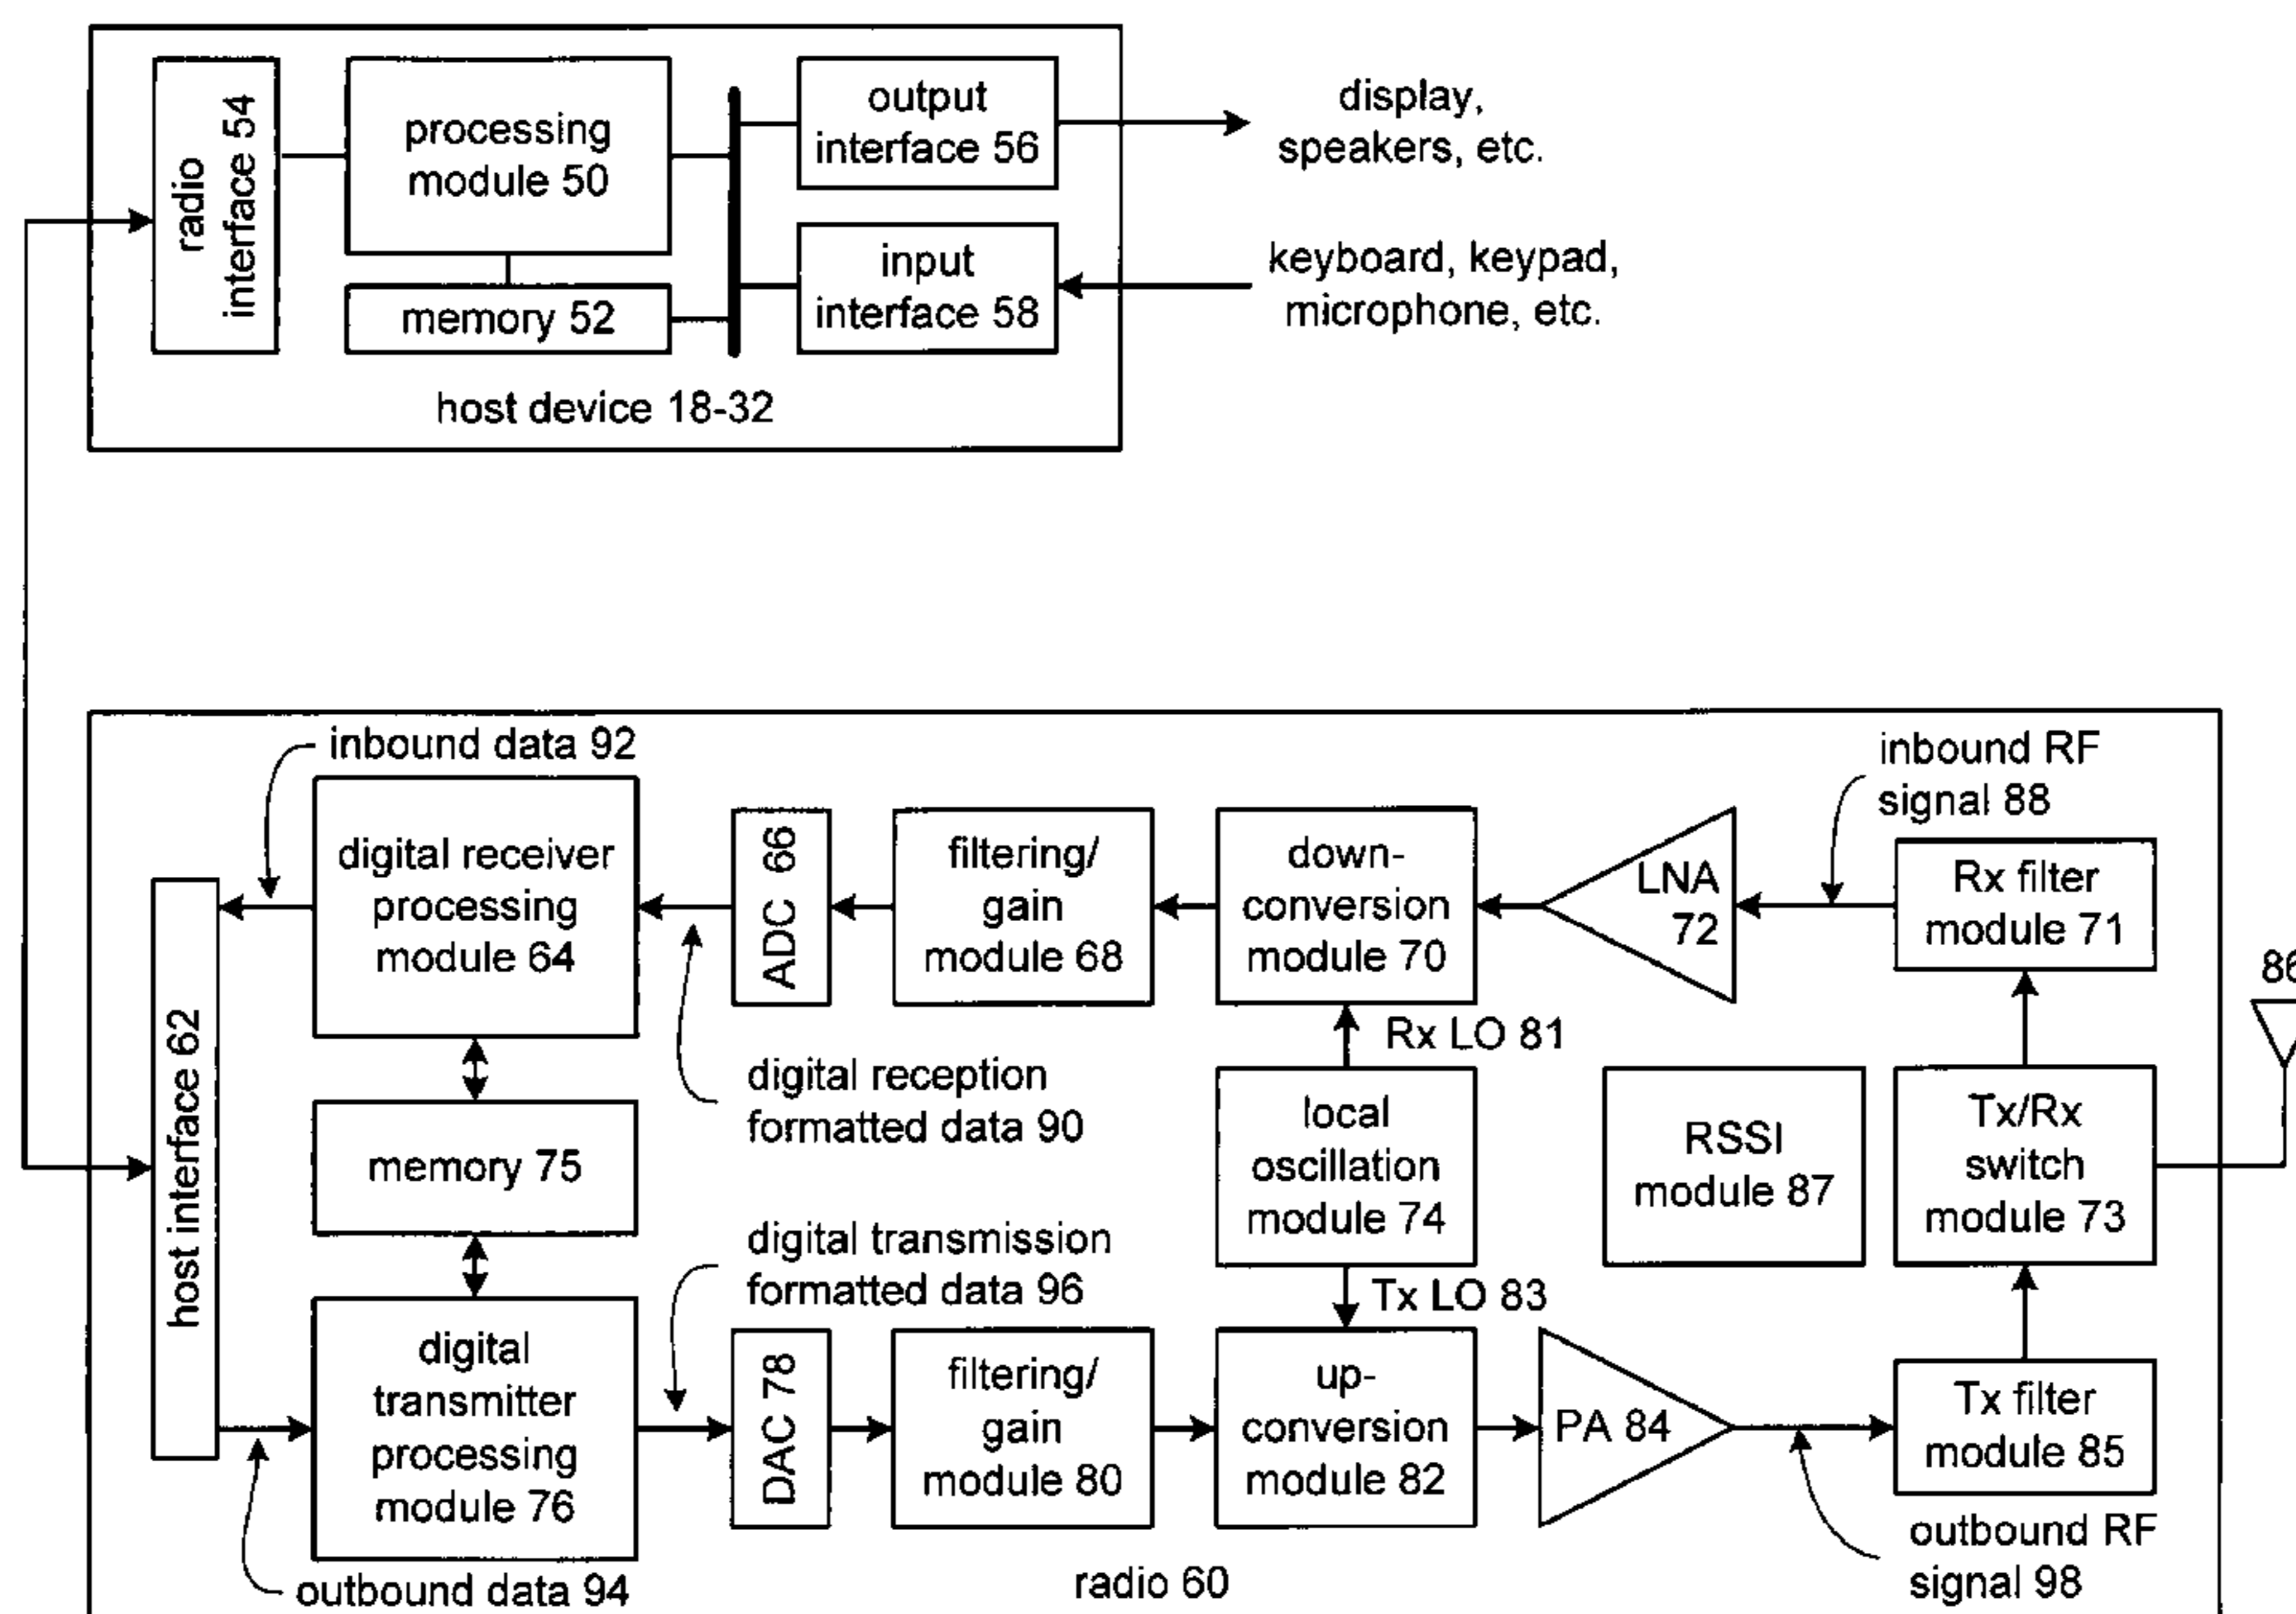 radio
interface 54
processing
module 50
memory 52
output
interface 56
input
interface 58
display,
speakers, etc.
keyboard, keypad,
microphone, etc.
host device 18-32
inbound data 92
inbound RF
signal 88
host interface 62
digital receiver
processing
module 64
ADC 66
filtering/
gain
module 68
down-
conversion
module 70
LNA
72
Rx filter
module 71
86
digital reception
formatted data 90
Rx LO 81
memory 75
local
oscillation
module 74
RSSI
module 87
Tx/Rx
switch
module 73
digital transmission
formatted data 96
Tx LO 83
digital
transmitter
processing
module 76
DAC 78
filtering/
gain
module 80
up-
conversion
module 82
PA 84
Tx filter
module 85
outbound data 94
radio 60
outbound RF
signal 98